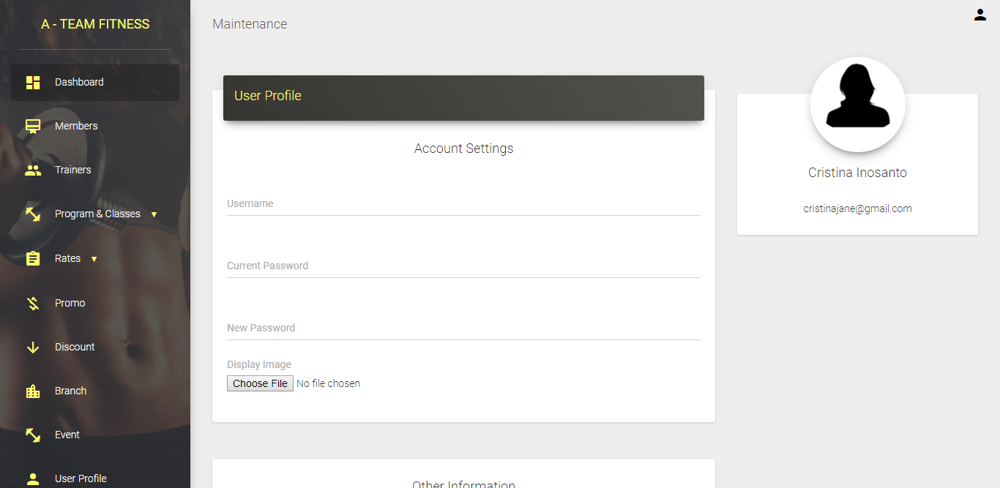 A - TEAM FITNESS
Dashboard
Members
Trainers
Program & Classes ▼
Rates ▼
Promo
Discount
Branch
Event
User Profile
Maintenance
User Profile
Account Settings
Username
Current Password
New Password
Display Image
Choose File No file chosen
Other Information
Cristina Inosanto
cristinajane@gmail.com